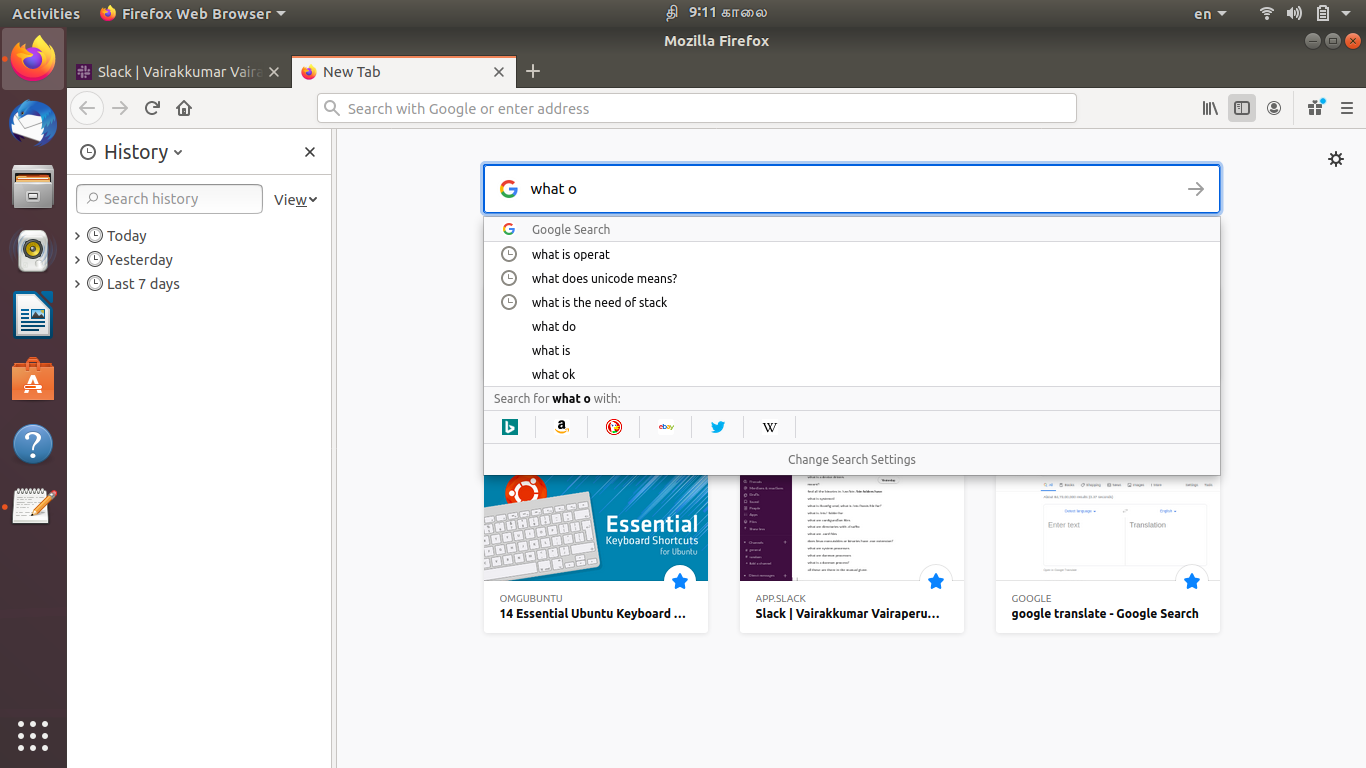 Activities Firefox Web Browser தி 9:11 காலை en
Mozilla Firefox
Slack | Vairakkumar Vaira New Tab
Search with Google or enter address
History
Search history View
Today
Yesterday
Last 7 days
what o
Google Search
what is operat
what does unicode means?
what is the need of stack
what do
what is
what ok
Search for what o with:
a ebay W
Change Search Settings
Essential
Keyboard Shortcuts
for Ubuntu
Enter text Translation
OMGUBUNTU
14 Essential Ubuntu Keyboard ...
APP.SLACK
Slack | Vairakkumar Vairaperu...
GOOGLE
google translate - Google Search